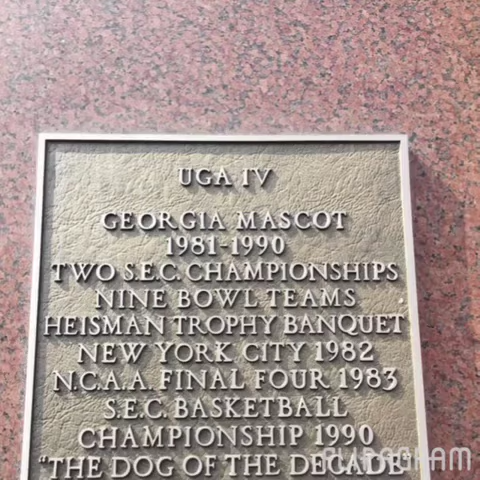 UGA IV
GEORGIA MASCOT
1981-1990
TWO S.E.C. CHAMPIONSHIPS
NINE BOWL TEAMS
HEISMAN TROPHY BANQUET
NEW YORK CITY 1982
N.C.A.A. FINAL FOUR 1983
S.E.C. BASKETBALL
CHAMPIONSHIP 1990
"THE DOG OF THE DECADE"